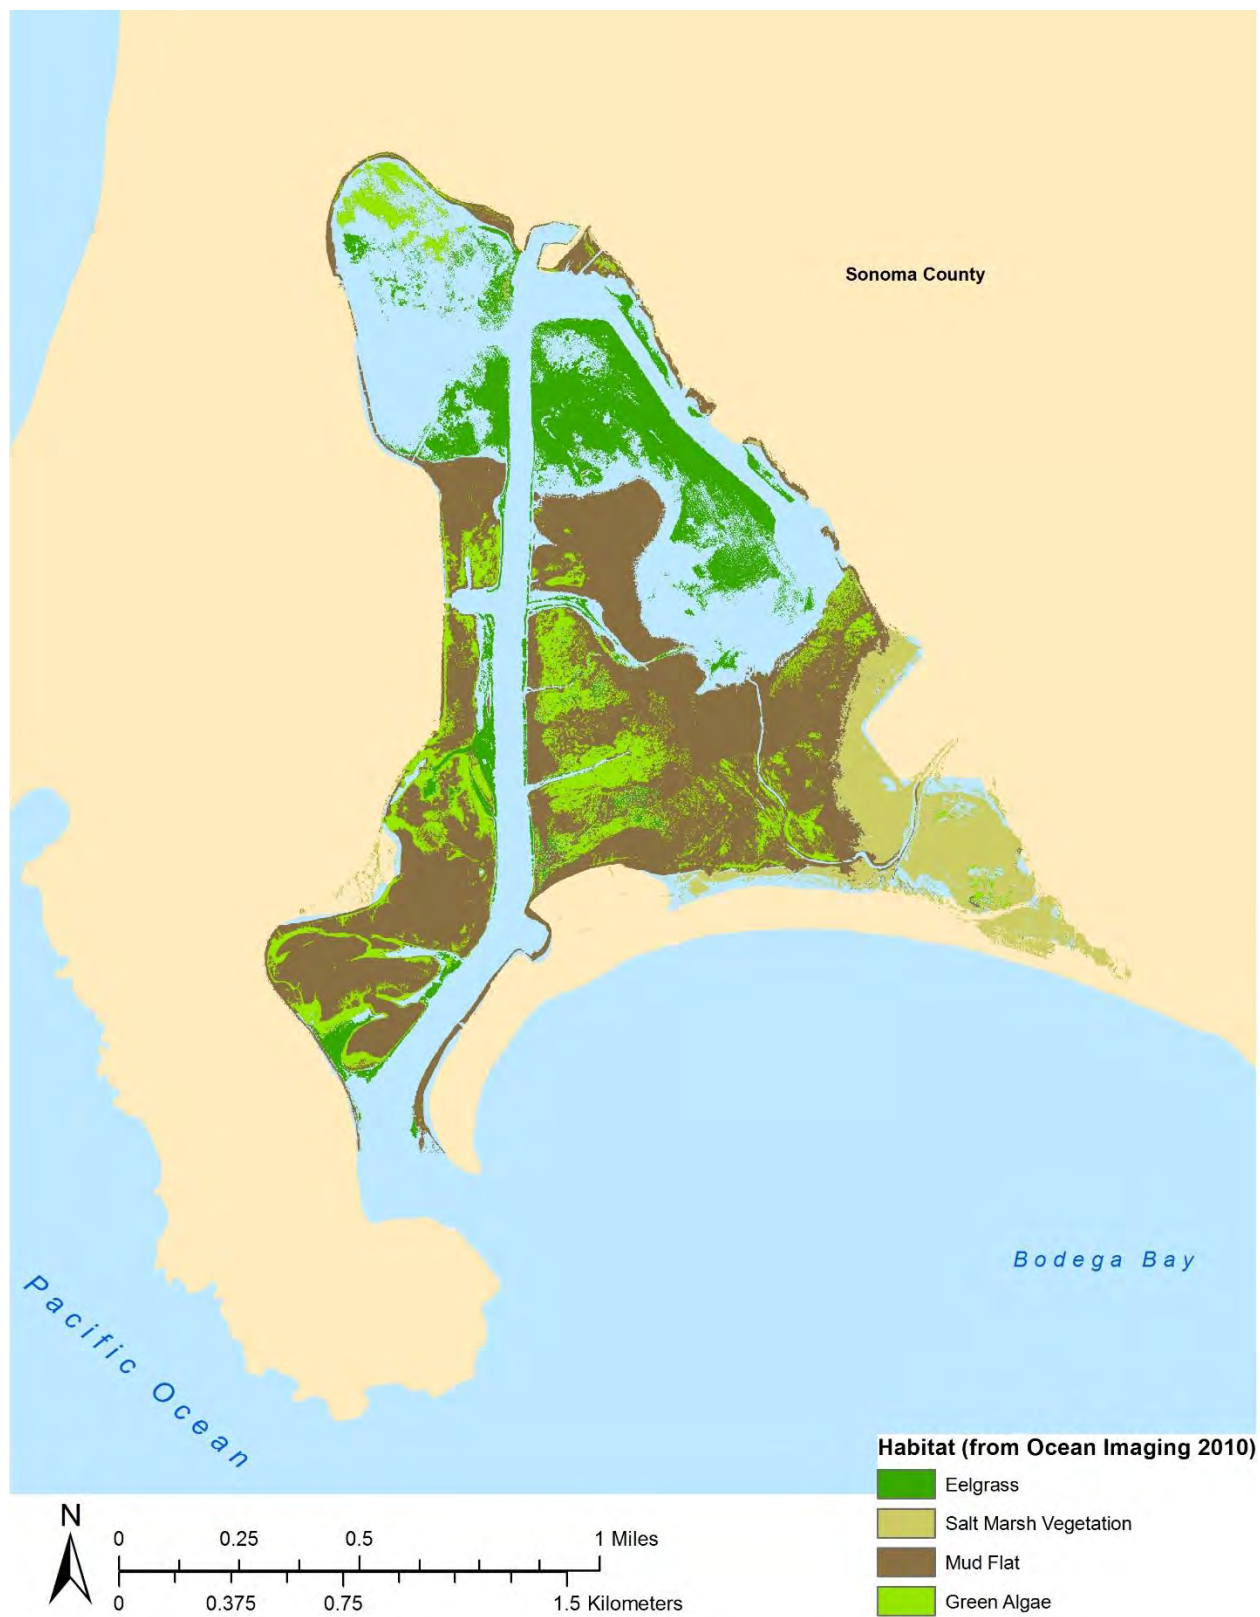 Sonoma County
Bodega Bay
Pacific Ocean
Habitat (from Ocean Imaging 2010)
Eelgrass
Salt Marsh Vegetation
Mud Flat
Green Algae
N
0 0.25 0.5 1 Miles
0 0.375 0.75 1.5 Kilometers